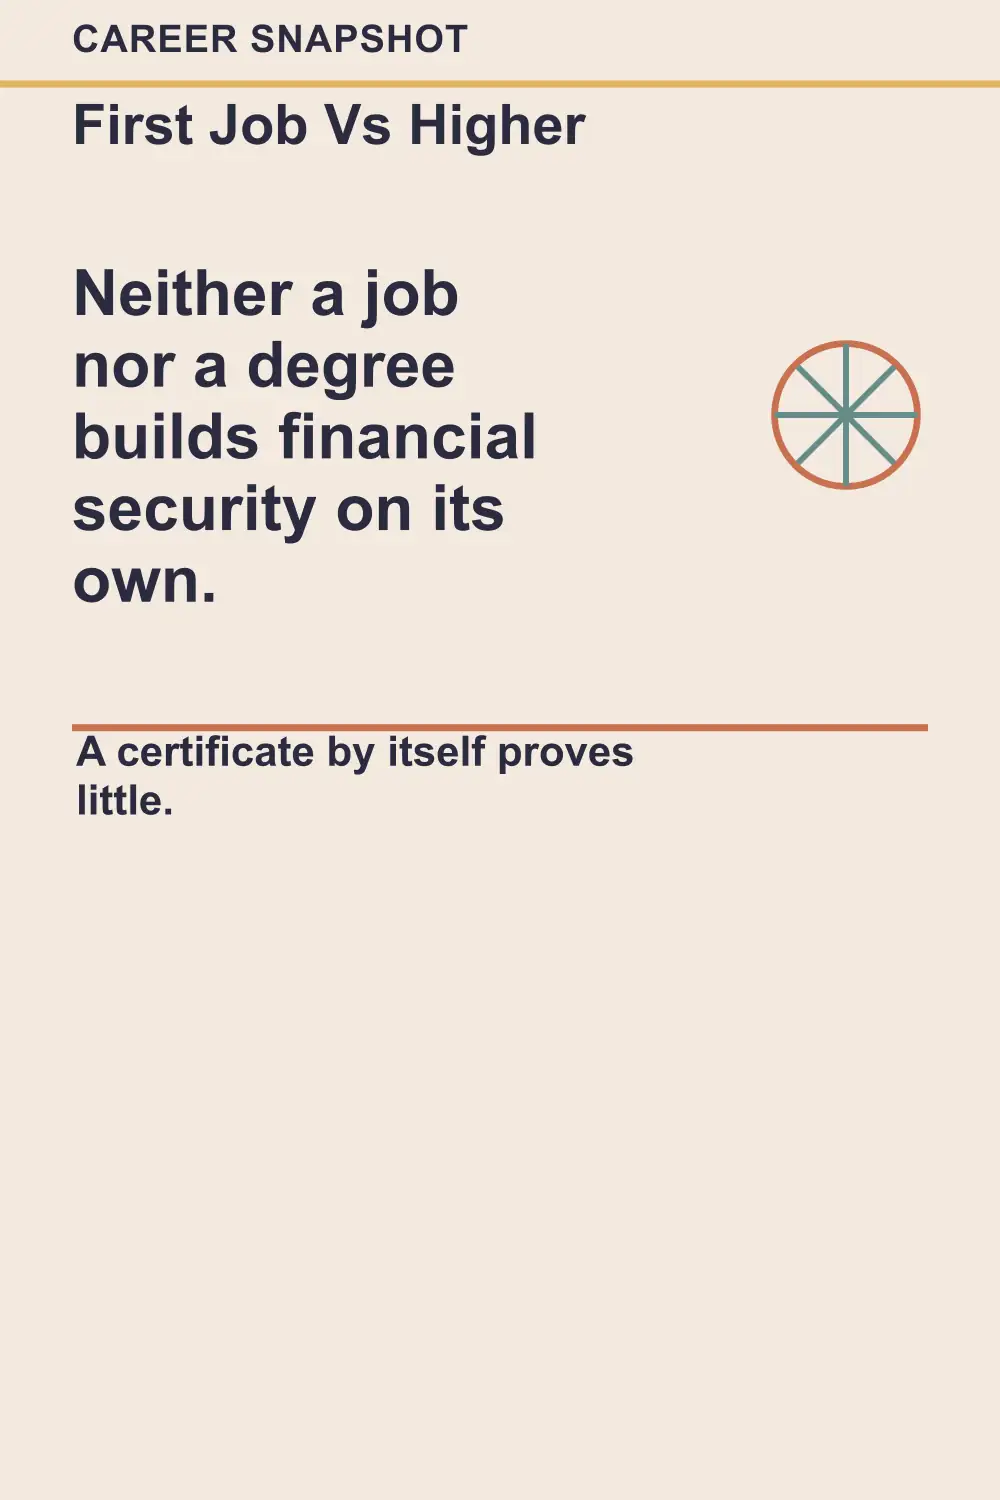 CAREER SNAPSHOT
First Job Vs Higher
Neither a job
nor a degree
builds financial
security on its
own.
A certificate by itself proves
little.